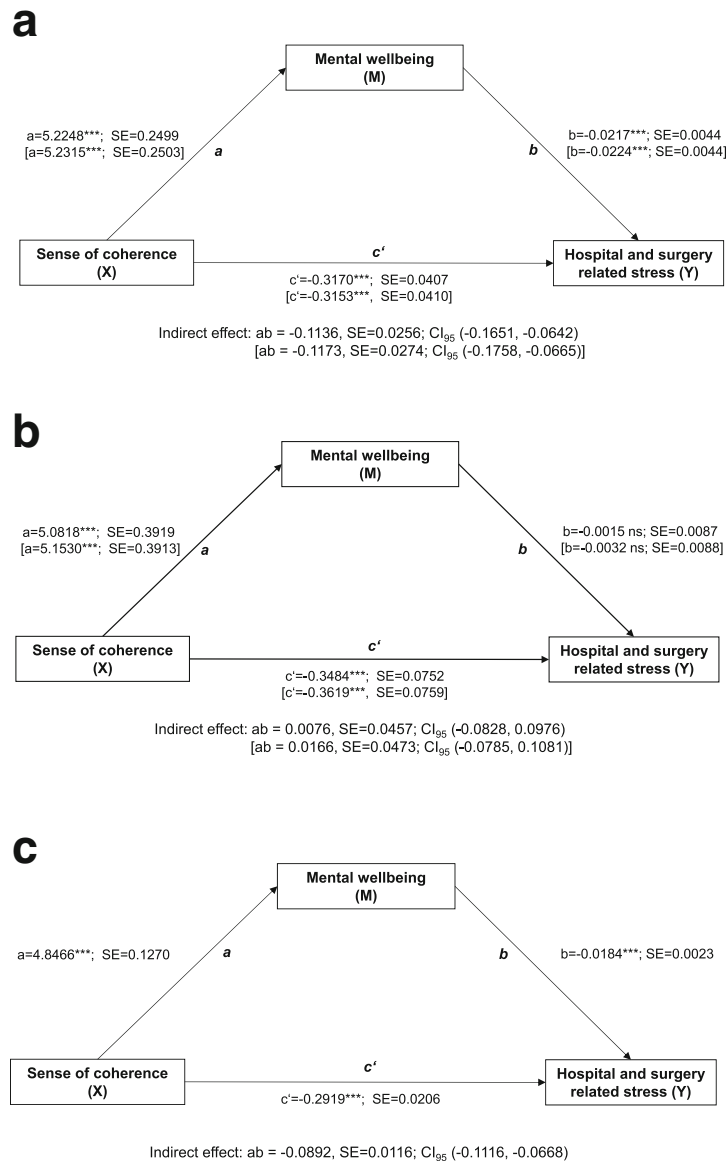 a
Mental wellbeing
(M)
a=5.2248***; SE=0.2499
[a=5.2315***; SE=0.2503]
a
b
b=-0.0217***; SE=0.0044
[b=-0.0224***; SE=0.0044]
Sense of coherence
(X)
c'
Hospital and surgery
related stress (Y)
c'=-0.3170***; SE=0.0407
[c'=-0.3153***, SE=0.0410]
Indirect effect: ab = -0.1136, SE=0.0256; CI95 (-0.1651, -0.0642)
[ab = -0.1173, SE=0.0274; CI95 (-0.1758, -0.0665)]
b
Mental wellbeing
(M)
a=5.0818***; SE=0.3919
[a=5.1530***; SE=0.3913]
a
b
b=-0.0015 ns; SE=0.0087
[b=-0.0032 ns; SE=0.0088]
Sense of coherence
(X)
c'
Hospital and surgery
related stress (Y)
c'=-0.3484***; SE=0.0752
[c'=-0.3619***, SE=0.0759]
Indirect effect: ab = 0.0076, SE=0.0457; CI95 (-0.0828, 0.0976)
[ab = 0.0166, SE=0.0473; CI95 (-0.0785, 0.1081)]
c
Mental wellbeing
(M)
a=4.8466***; SE=0.1270
a
b
b=-0.0184***; SE=0.0023
Sense of coherence
(X)
c'
Hospital and surgery
related stress (Y)
c'=-0.2919***; SE=0.0206
Indirect effect: ab = -0.0892, SE=0.0116; CI95 (-0.1116, -0.0668)